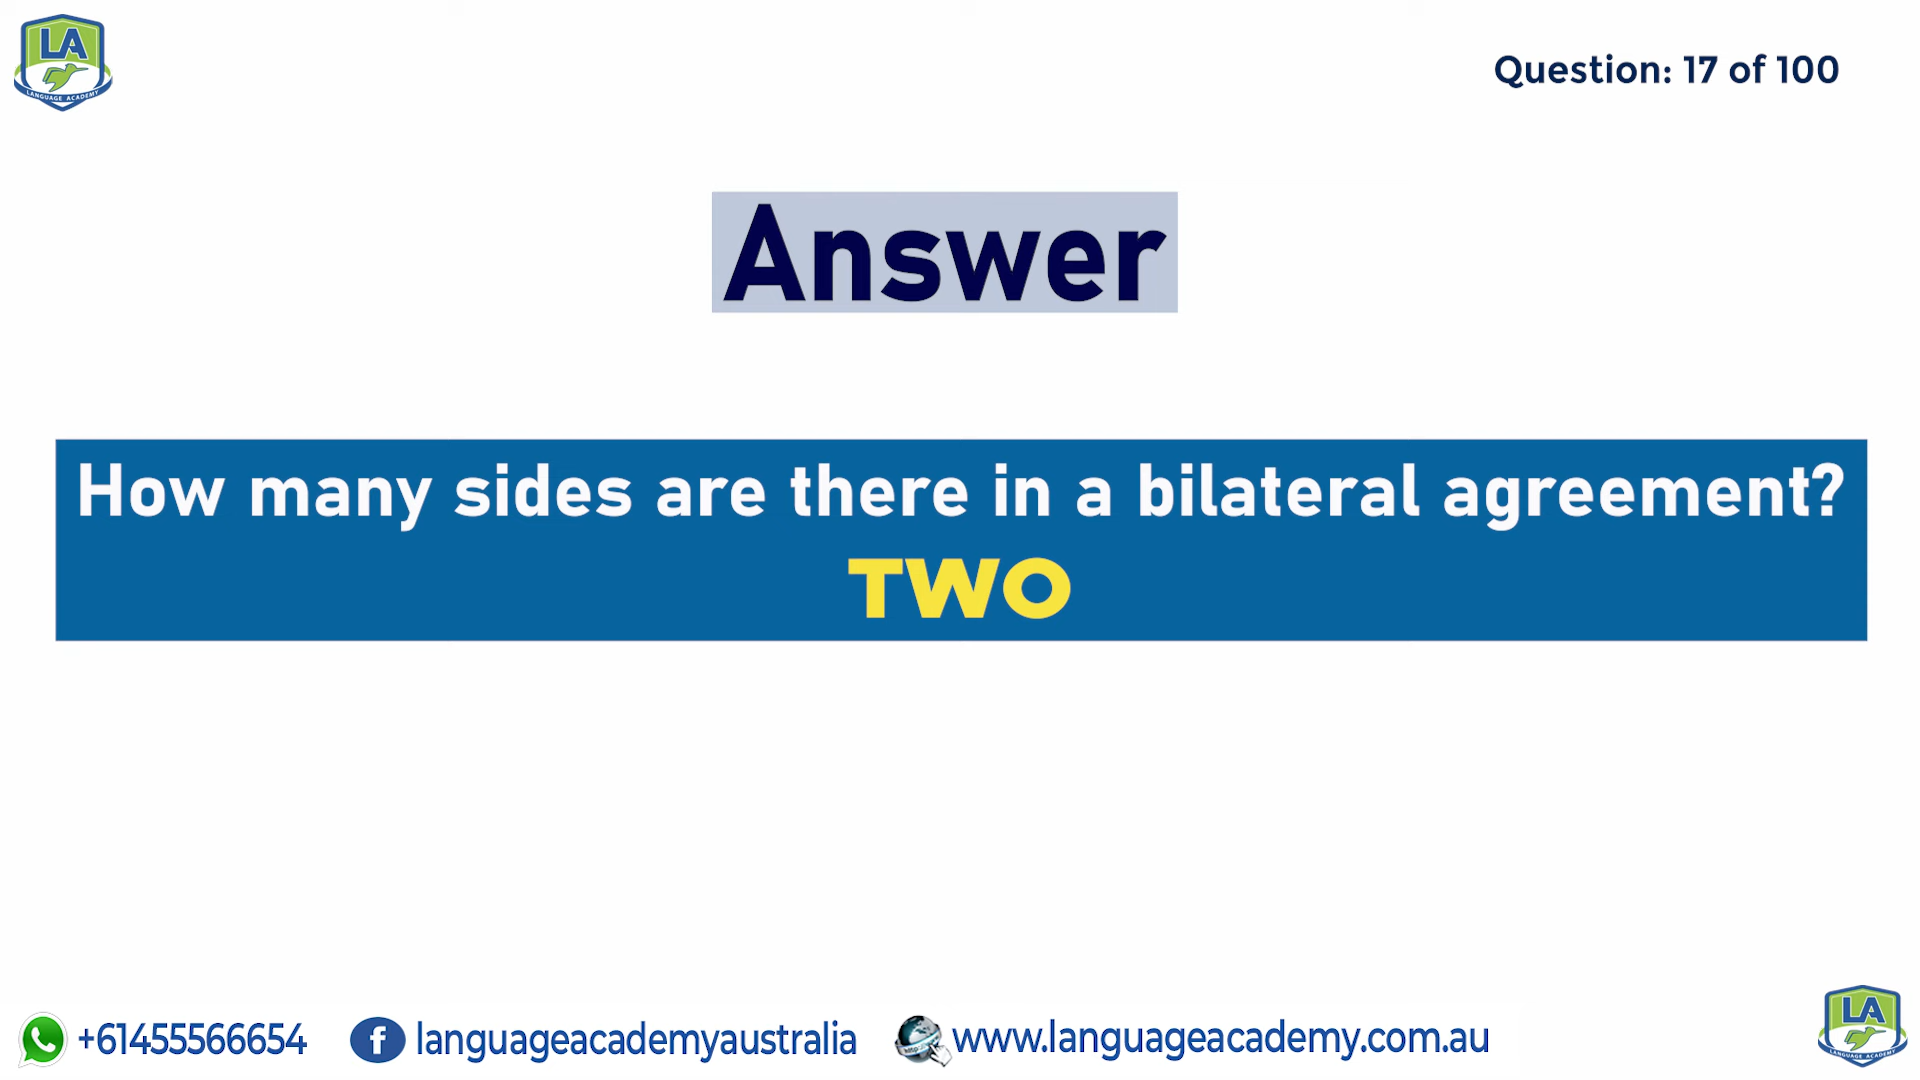 LA
LANGUAGE ACADEMY
Question: 17 of 100
Answer
How many sides are there in a bilateral agreement?
TWO
+61455566654
f languageacademyaustralia
http www.languageacademy.com.au
LA
LANGUAGE ACADEMY